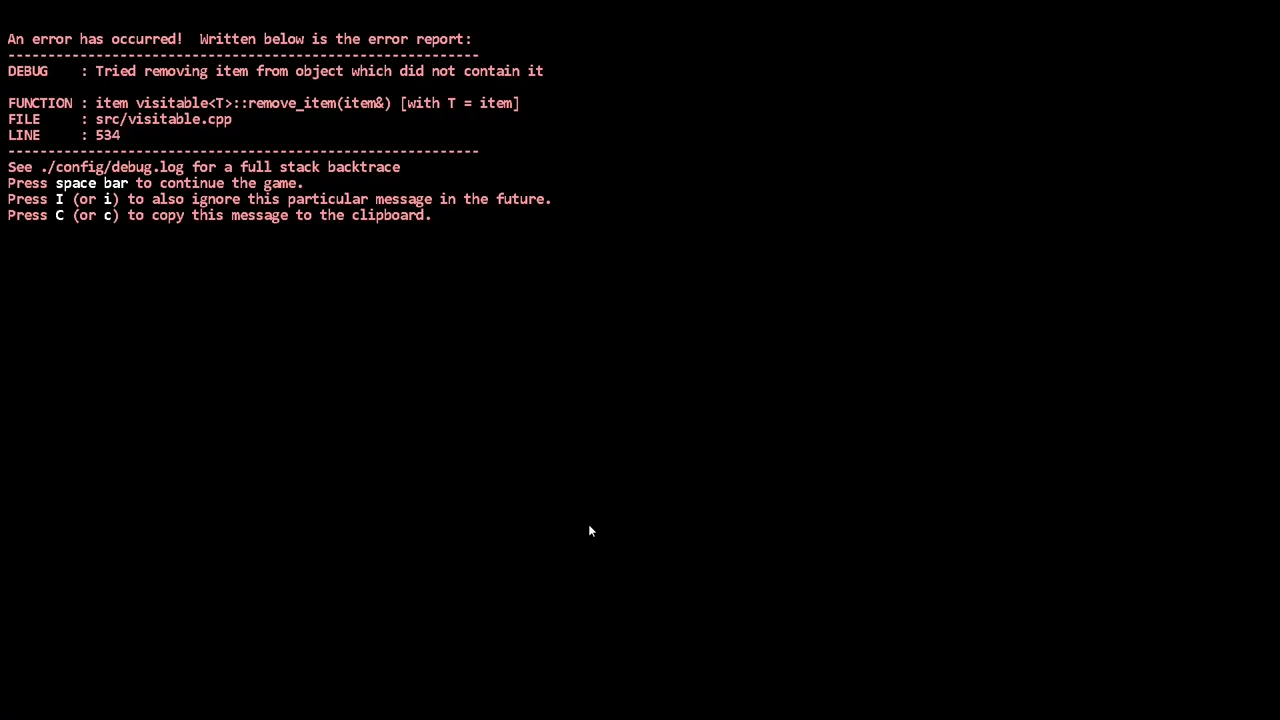 An error has occurred!  Written below is the error report:
-----------------------------------------------------------
DEBUG    : Tried removing item from object which did not contain it
FUNCTION : item visitable<T>::remove_item(item&) [with T = item]
FILE     : src/visitable.cpp
LINE     : 534
-----------------------------------------------------------
See ./config/debug.log for a full stack backtrace
Press space bar to continue the game.
Press I (or i) to also ignore this particular message in the future.
Press C (or c) to copy this message to the clipboard.